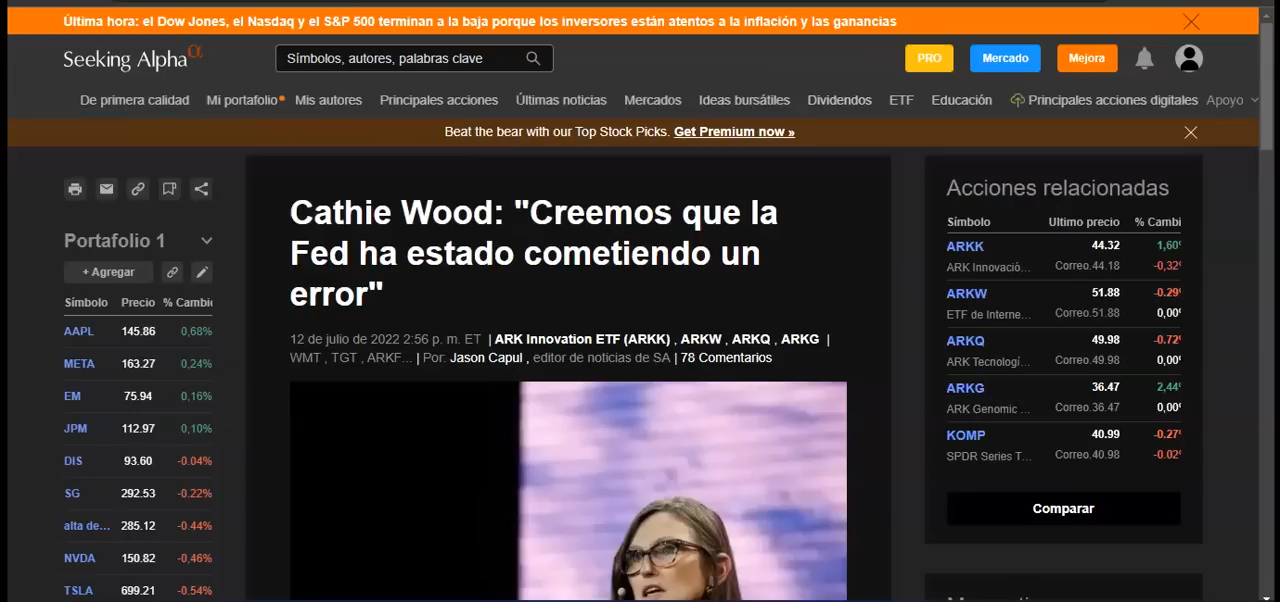 Última hora: el Dow Jones, el Nasdaq y el S&P 500 terminan a la baja porque los inversores están atentos a la inflación y las ganancias
Seeking Alpha α
Símbolos, autores, palabras clave
PRO
Mercado
Mejora
De primera calidad Mi portafolio Mis autores Principales acciones Últimas noticias Mercados Ideas bursátiles Dividendos ETF Educación Principales acciones digitales Apoyo
Beat the bear with our Top Stock Picks. Get Premium now »
Portafolio 1
+ Agregar
Símbolo Precio % Cambio
AAPL 145.86 0,68%
META 163.27 0,24%
EM 75.94 0,16%
JPM 112.97 0,10%
DIS 93.60 -0.04%
SG 292.53 -0.22%
alta de... 285.12 -0.44%
NVDA 150.82 -0.46%
TSLA 699.21 -0.54%
Cathie Wood: "Creemos que la
Fed ha estado cometiendo un
error"
12 de julio de 2022 2:56 p. m. ET | ARK Innovation ETF (ARKK) , ARKW , ARKQ , ARKG |
WMT , TGT , ARKF... | Por: Jason Capul , editor de noticias de SA | 78 Comentarios
Acciones relacionadas
Símbolo Ultimo precio % Cambi
ARKK 44.32 1,60%
ARK Innovació... Correo.44.18 -0,32%
ARKW 51.88 -0.29%
ETF de Interne... Correo.51.88 0,00%
ARKQ 49.98 -0.72%
ARK Tecnologí... Correo.49.98 0,00%
ARKG 36.47 2,44%
ARK Genomic ... Correo.36.47 0,00%
KOMP 40.99 -0.27%
SPDR Series T... Correo.40.98 -0.02%
Comparar